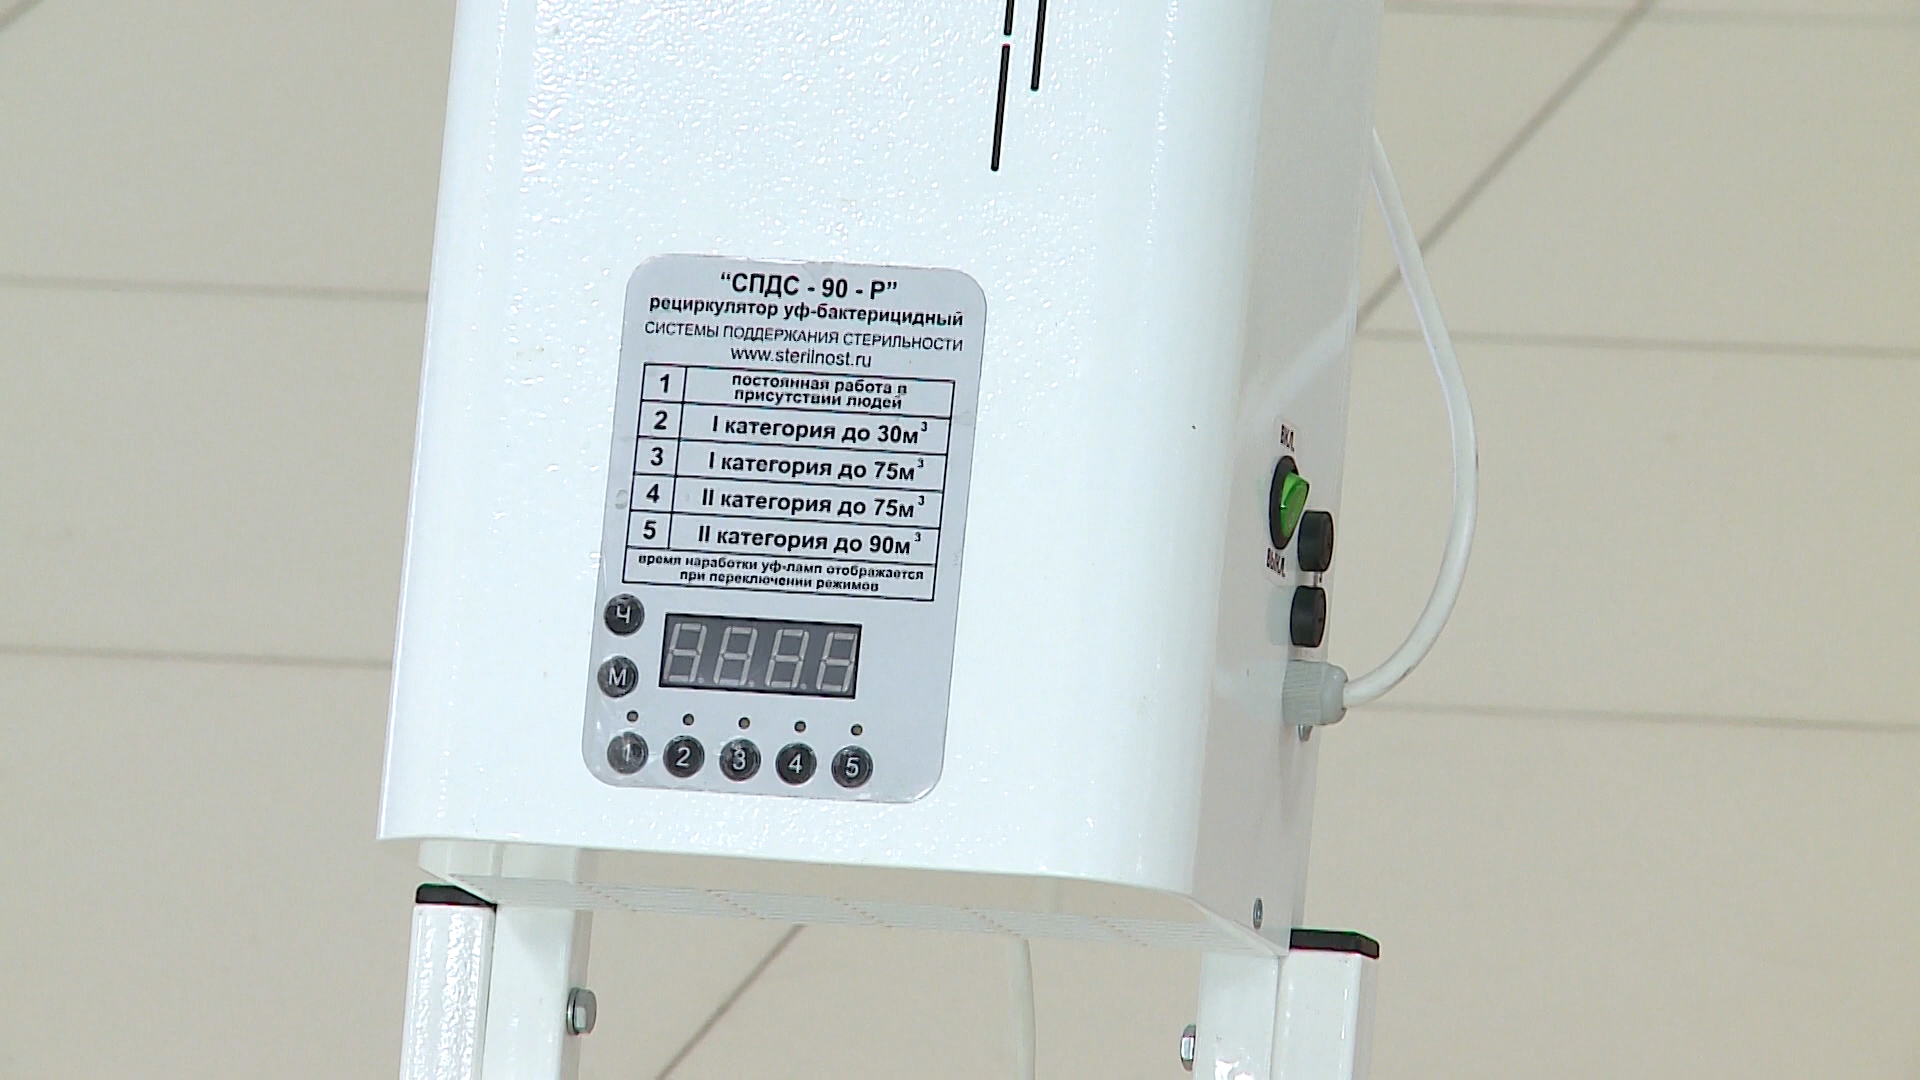 “СПДС - 90 - Р”
рециркулятор уф-бактерицидный
СИСТЕМЫ ПОДДЕРЖАНИЯ СТЕРИЛЬНОСТИ
www.sterilnost.ru
1 постоянная работа в
присутствии людей
2 I категория до 30м³
3 I категория до 75м³
4 II категория до 75м³
5 II категория до 90м³
время наработки уф-ламп отображается
при переключении режимов
Ч
М
1 2 3 4 5
ВКЛ.
ВЫКЛ.